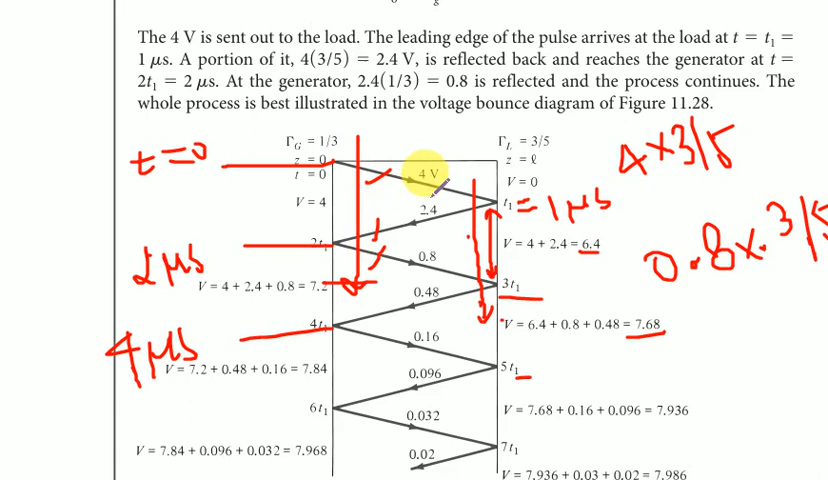 The 4 V is sent out to the load. The leading edge of the pulse arrives at the load at t = t₁ =
1 μs. A portion of it, 4(3/5) = 2.4 V, is reflected back and reaches the generator at t =
2t₁ = 2 μs. At the generator, 2.4(1/3) = 0.8 is reflected and the process continues. The
whole process is best illustrated in the voltage bounce diagram of Figure 11.28.
Γ_G = 1/3
Γ_L = 3/5
4×3/5
t=0
z = 0
z = ℓ
t = 0
4 V
V = 0
V = 4
2.4
t₁
= 1μs
2t₁
V = 4 + 2.4 = 6.4
0.8×.3/5
2μs
0.8
V = 4 + 2.4 + 0.8 = 7.2
0.48
3t₁
4μs
4t₁
V = 6.4 + 0.8 + 0.48 = 7.68
0.16
V = 7.2 + 0.48 + 0.16 = 7.84
0.096
5t₁
6t₁
0.032
V = 7.68 + 0.16 + 0.096 = 7.936
V = 7.84 + 0.096 + 0.032 = 7.968
0.02
7t₁
V = 7.936 + 0.03 + 0.02 = 7.986